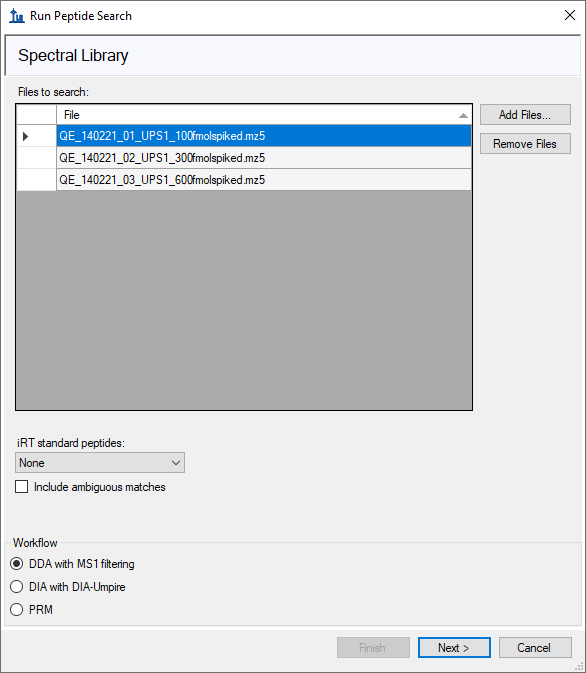 Run Peptide Search
Spectral Library
Files to search:
File
QE_140221_01_UPS1_100fmolspiked.mz5
QE_140221_02_UPS1_300fmolspiked.mz5
QE_140221_03_UPS1_600fmolspiked.mz5
Add Files...
Remove Files
iRT standard peptides:
None
Include ambiguous matches
Workflow
DDA with MS1 filtering
DIA with DIA-Umpire
PRM
Finish
Next >
Cancel